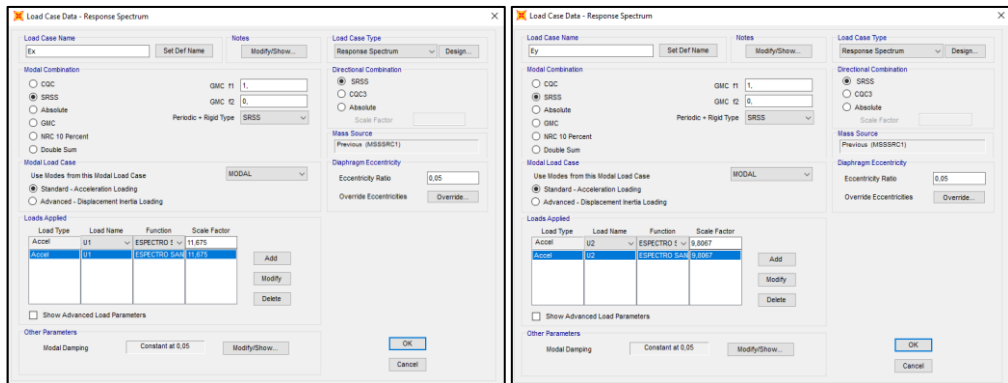 Load Case Data - Response Spectrum
Load Case Name
Notes
Load Case Type
Ex
Set Def Name
Modify/Show...
Response Spectrum
Design...
Modal Combination
Directional Combination
CQC
GMC f1
1,
SRSS
SRSS
GMC f2
0,
CQC3
Absolute
Periodic + Rigid Type
SRSS
Absolute
GMC
Scale Factor
NRC 10 Percent
Mass Source
Double Sum
Previous (MSSSRC1)
Modal Load Case
Diaphragm Eccentricity
Use Modes from this Modal Load Case
MODAL
Eccentricity Ratio
0,05
Standard - Acceleration Loading
Advanced - Displacement Inertia Loading
Override Eccentricities
Override...
Loads Applied
Load Type
Load Name
Function
Scale Factor
Accel
U1
ESPECTRO S
11,675
Accel
U1
ESPECTRO SAN
11,675
Add
Modify
Delete
Show Advanced Load Parameters
Other Parameters
Modal Damping
Constant at 0,05
Modify/Show...
OK
Cancel
Load Case Data - Response Spectrum
Load Case Name
Notes
Load Case Type
Ey
Set Def Name
Modify/Show...
Response Spectrum
Design...
Modal Combination
Directional Combination
CQC
GMC f1
1,
SRSS
SRSS
GMC f2
0,
CQC3
Absolute
Periodic + Rigid Type
SRSS
Absolute
GMC
Scale Factor
NRC 10 Percent
Mass Source
Double Sum
Previous (MSSSRC1)
Modal Load Case
Diaphragm Eccentricity
Use Modes from this Modal Load Case
MODAL
Eccentricity Ratio
0,05
Standard - Acceleration Loading
Advanced - Displacement Inertia Loading
Override Eccentricities
Override...
Loads Applied
Load Type
Load Name
Function
Scale Factor
Accel
U2
ESPECTRO S
9,8067
Accel
U2
ESPECTRO SAN
9,8067
Add
Modify
Delete
Show Advanced Load Parameters
Other Parameters
Modal Damping
Constant at 0,05
Modify/Show...
OK
Cancel